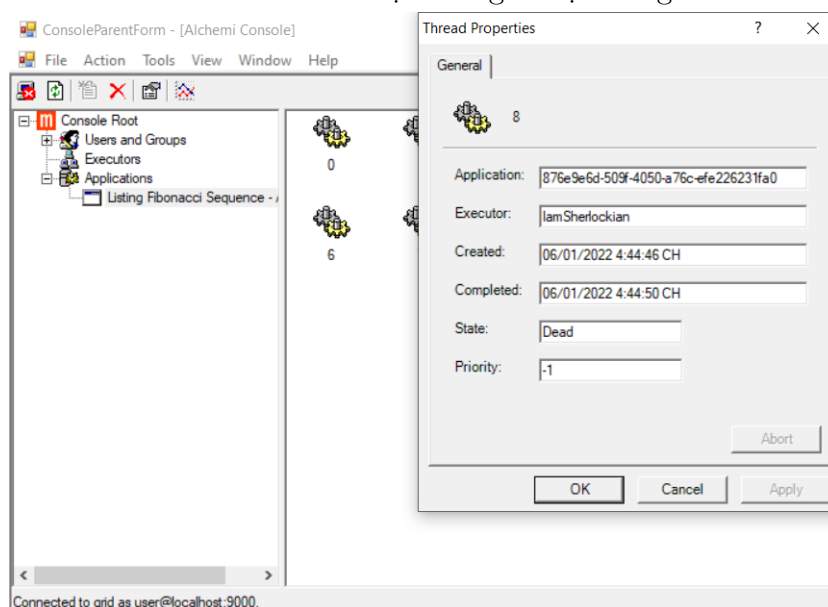 ConsoleParentForm - [Alchemi Console]
File Action Tools View Window Help
Console Root
Users and Groups
Executors
Applications
Listing Fibonacci Sequence -
0
6
Thread Properties ? ×
General
8
Application: 876e9e6d-509f-4050-a76c-efe226231fa0
Executor: IamSherlockian
Created: 06/01/2022 4:44:46 CH
Completed: 06/01/2022 4:44:50 CH
State: Dead
Priority: -1
Abort
OK Cancel Apply
Connected to grid as user@localhost:9000.